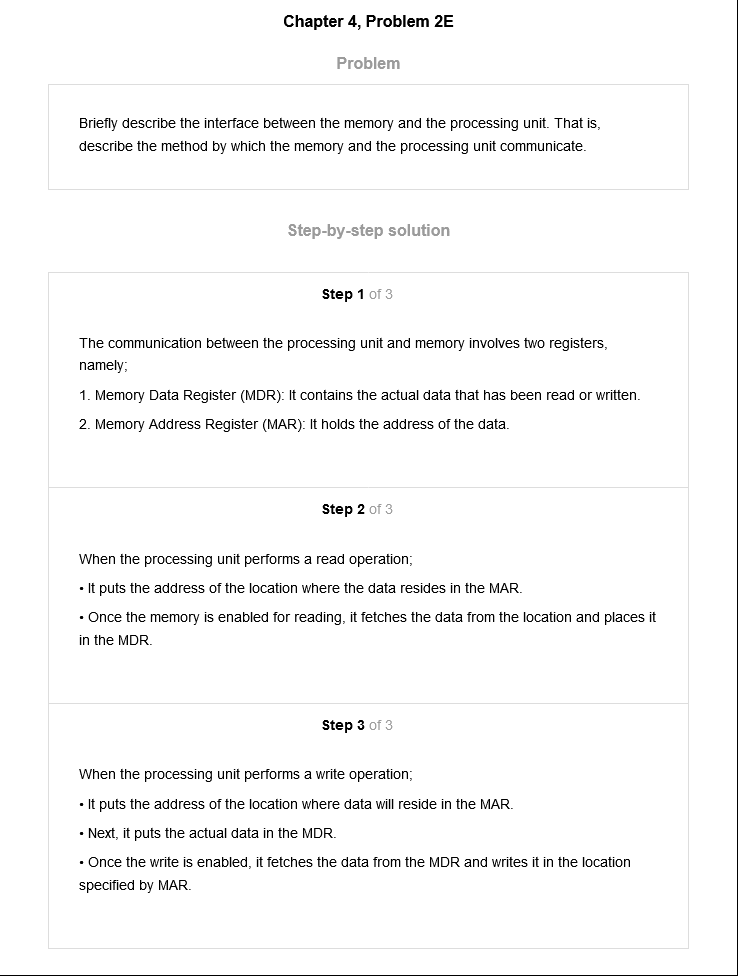 Chapter 4, Problem 2E
Problem
Briefly describe the interface between the memory and the processing unit. That is,
describe the method by which the memory and the processing unit communicate.
Step-by-step solution
Step 1 of 3
The communication between the processing unit and memory involves two registers,
namely;
1. Memory Data Register (MDR): It contains the actual data that has been read or written.
2. Memory Address Register (MAR): It holds the address of the data.
Step 2 of 3
When the processing unit performs a read operation;
• It puts the address of the location where the data resides in the MAR.
• Once the memory is enabled for reading, it fetches the data from the location and places it
in the MDR.
Step 3 of 3
When the processing unit performs a write operation;
• It puts the address of the location where data will reside in the MAR.
• Next, it puts the actual data in the MDR.
• Once the write is enabled, it fetches the data from the MDR and writes it in the location
specified by MAR.